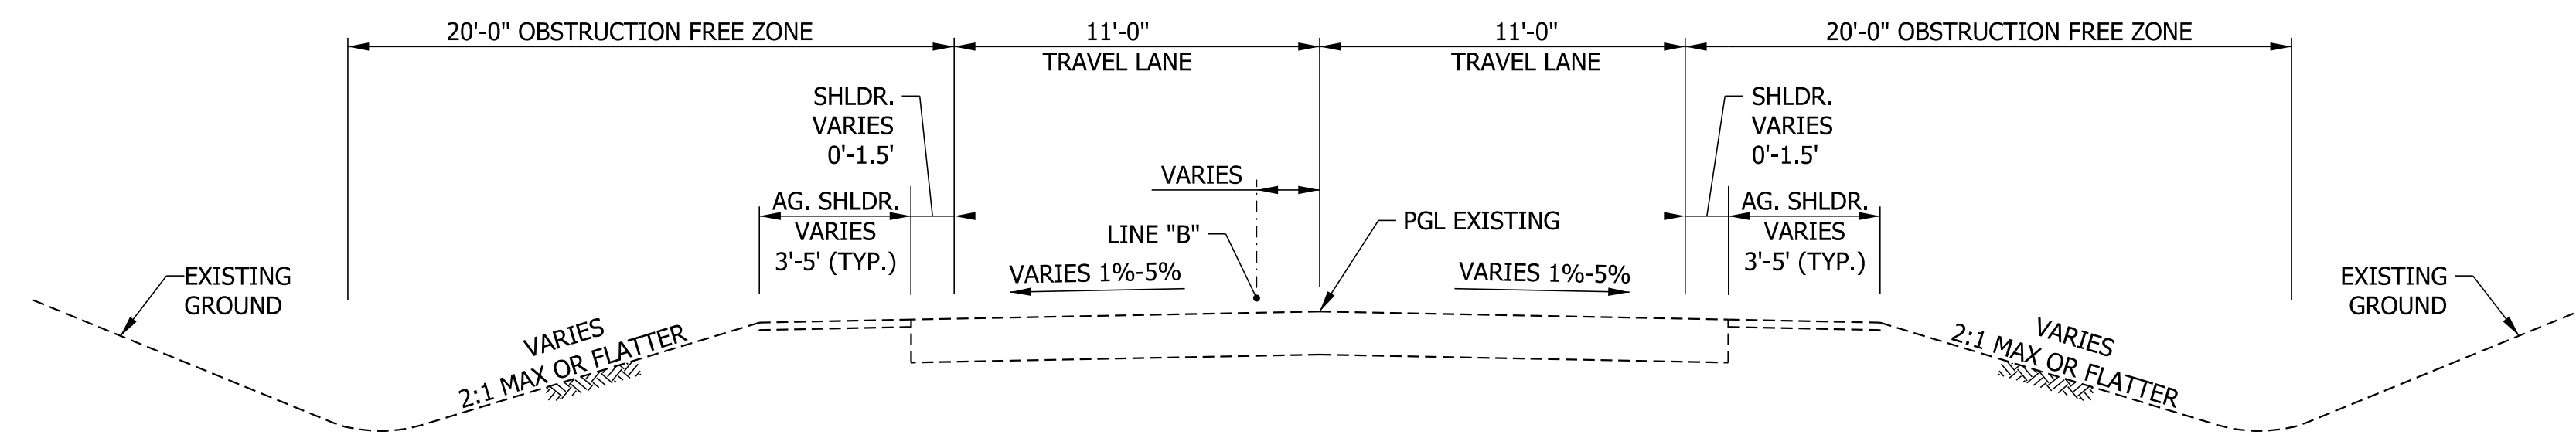 20'-0" OBSTRUCTION FREE ZONE
11'-0"
TRAVEL LANE
11'-0"
TRAVEL LANE
20'-0" OBSTRUCTION FREE ZONE
SHLDR.
VARIES
0'-1.5'
SHLDR.
VARIES
0'-1.5'
VARIES
AG. SHLDR.
VARIES
3'-5' (TYP.)
LINE "B"
PGL EXISTING
AG. SHLDR.
VARIES
3'-5' (TYP.)
VARIES 1%-5%
VARIES 1%-5%
EXISTING
GROUND
EXISTING
GROUND
VARIES
2:1 MAX OR FLATTER
VARIES
2:1 MAX OR FLATTER